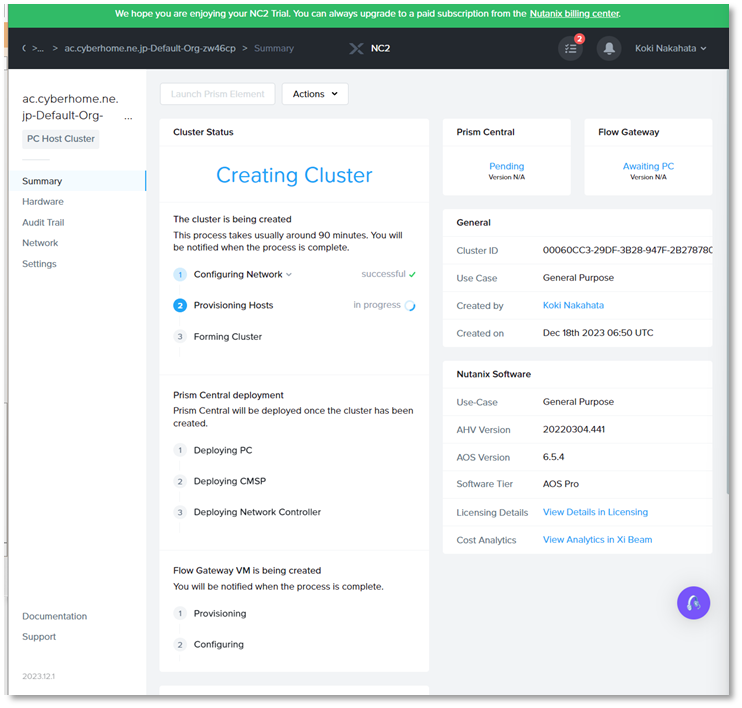 We hope you are enjoying your NC2 Trial. You can always upgrade to a paid subscription from the Nutanix billing center.
>... > ac.cyberhome.ne.jp-Default-Org-zw46cp > Summary
NC2
2
Koki Nakahata
ac.cyberhome.ne.
jp-Default-Org- ...
PC Host Cluster
Summary
Hardware
Audit Trail
Network
Settings
Documentation
Support
2023.12.1
Launch Prism Element
Actions
Cluster Status
Creating Cluster
The cluster is being created
This process takes usually around 90 minutes. You will
be notified when the process is complete.
1 Configuring Network successful
2 Provisioning Hosts in progress
3 Forming Cluster
Prism Central deployment
Prism Central will be deployed once the cluster has been
created.
1 Deploying PC
2 Deploying CMSP
3 Deploying Network Controller
Flow Gateway VM is being created
You will be notified when the process is complete.
1 Provisioning
2 Configuring
Prism Central
Pending
Version N/A
Flow Gateway
Awaiting PC
Version N/A
General
Cluster ID 00060CC3-29DF-3B28-947F-2B27878C
Use Case General Purpose
Created by Koki Nakahata
Created on Dec 18th 2023 06:50 UTC
Nutanix Software
Use-Case General Purpose
AHV Version 20220304.441
AOS Version 6.5.4
Software Tier AOS Pro
Licensing Details View Details in Licensing
Cost Analytics View Analytics in Xi Beam